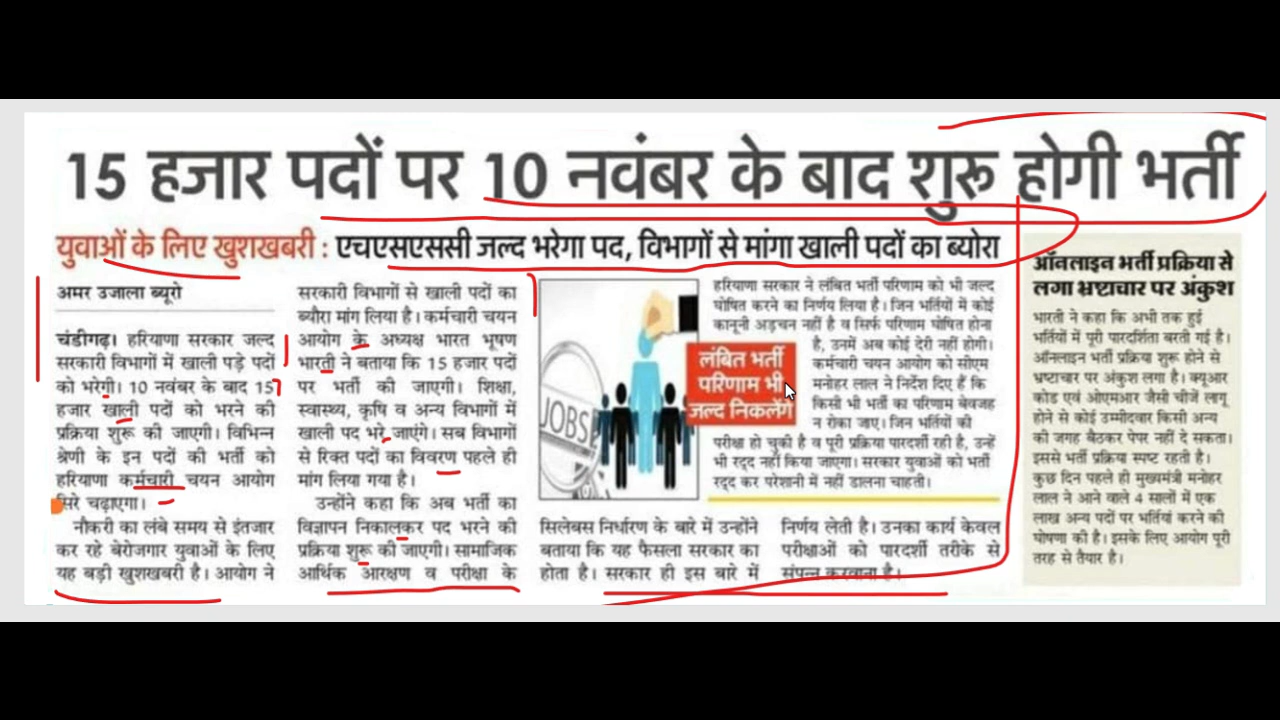 15 हजार पदों पर 10 नवंबर के बाद शुरू होगी भर्ती
युवाओं के लिए खुशखबरी : एचएसएससी जल्द भरेगा पद, विभागों से मांगा खाली पदों का ब्योरा
अमर उजाला ब्यूरो
चंडीगढ़। हरियाणा सरकार जल्द
सरकारी विभागों में खाली पड़े पदों
को भरेगी। 10 नवंबर के बाद 15
हजार खाली पदों को भरने की
प्रक्रिया शुरू की जाएगी। विभिन्न
श्रेणी के इन पदों की भर्ती को
हरियाणा कर्मचारी चयन आयोग
सिरे चढ़ाएगा।
नौकरी का लंबे समय से इंतजार
कर रहे बेरोजगार युवाओं के लिए
यह बड़ी खुशखबरी है। आयोग ने
सरकारी विभागों से खाली पदों का
ब्यौरा मांग लिया है। कर्मचारी चयन
आयोग के अध्यक्ष भारत भूषण
भारती ने बताया कि 15 हजार पदों
पर भर्ती की जाएगी। शिक्षा,
स्वास्थ्य, कृषि व अन्य विभागों में
खाली पद भरे जाएंगे। सब विभागों
से रिक्त पदों का विवरण पहले ही
मांग लिया गया है।
उन्होंने कहा कि अब भर्ती का
विज्ञापन निकालकर पद भरने की
प्रक्रिया शुरू की जाएगी। सामाजिक
आर्थिक आरक्षण व परीक्षा के
सिलेबस निर्धारण के बारे में उन्होंने
बताया कि यह फैसला सरकार का
होता है। सरकार ही इस बारे में
निर्णय लेती है। उनका कार्य केवल
परीक्षाओं को पारदर्शी तरीके से
संपन्न करवाना है।
JOBS
लंबित भर्ती
परिणाम भी
जल्द निकलेंगे
हरियाणा सरकार ने लंबित भर्ती परिणाम को भी जल्द
घोषित करने का निर्णय लिया है। जिन भर्तियों में कोई
कानूनी अड़चन नहीं है व सिर्फ परिणाम घोषित होना
है, उनमें अब कोई देरी नहीं होगी।
कर्मचारी चयन आयोग को सीएम
मनोहर लाल ने निर्देश दिए हैं कि
किसी भी भर्ती का परिणाम बेवजह
न रोका जाए। जिन भर्तियों की
परीक्षा हो चुकी है व पूरी प्रक्रिया पारदर्शी रही है, उन्हें
भी रद्द नहीं किया जाएगा। सरकार युवाओं को भर्ती
रद्द कर परेशानी में नहीं डालना चाहती।
ऑनलाइन भर्ती प्रक्रिया से
लगा भ्रष्टाचार पर अंकुश
भारती ने कहा कि अभी तक हुई
भर्तियों में पूरी पारदर्शिता बरती गई है।
ऑनलाइन भर्ती प्रक्रिया शुरू होने से
भ्रष्टाचार पर अंकुश लगा है। क्यूआर
कोड एवं ओएमआर जैसी चीजें लागू
होने से कोई उम्मीदवार किसी अन्य
की जगह बैठकर पेपर नहीं दे सकता।
इससे भर्ती प्रक्रिया स्पष्ट रहती है।
कुछ दिन पहले ही मुख्यमंत्री मनोहर
लाल ने आने वाले 4 सालों में एक
लाख अन्य पदों पर भर्तियां करने की
घोषणा की है। इसके लिए आयोग पूरी
तरह से तैयार है।